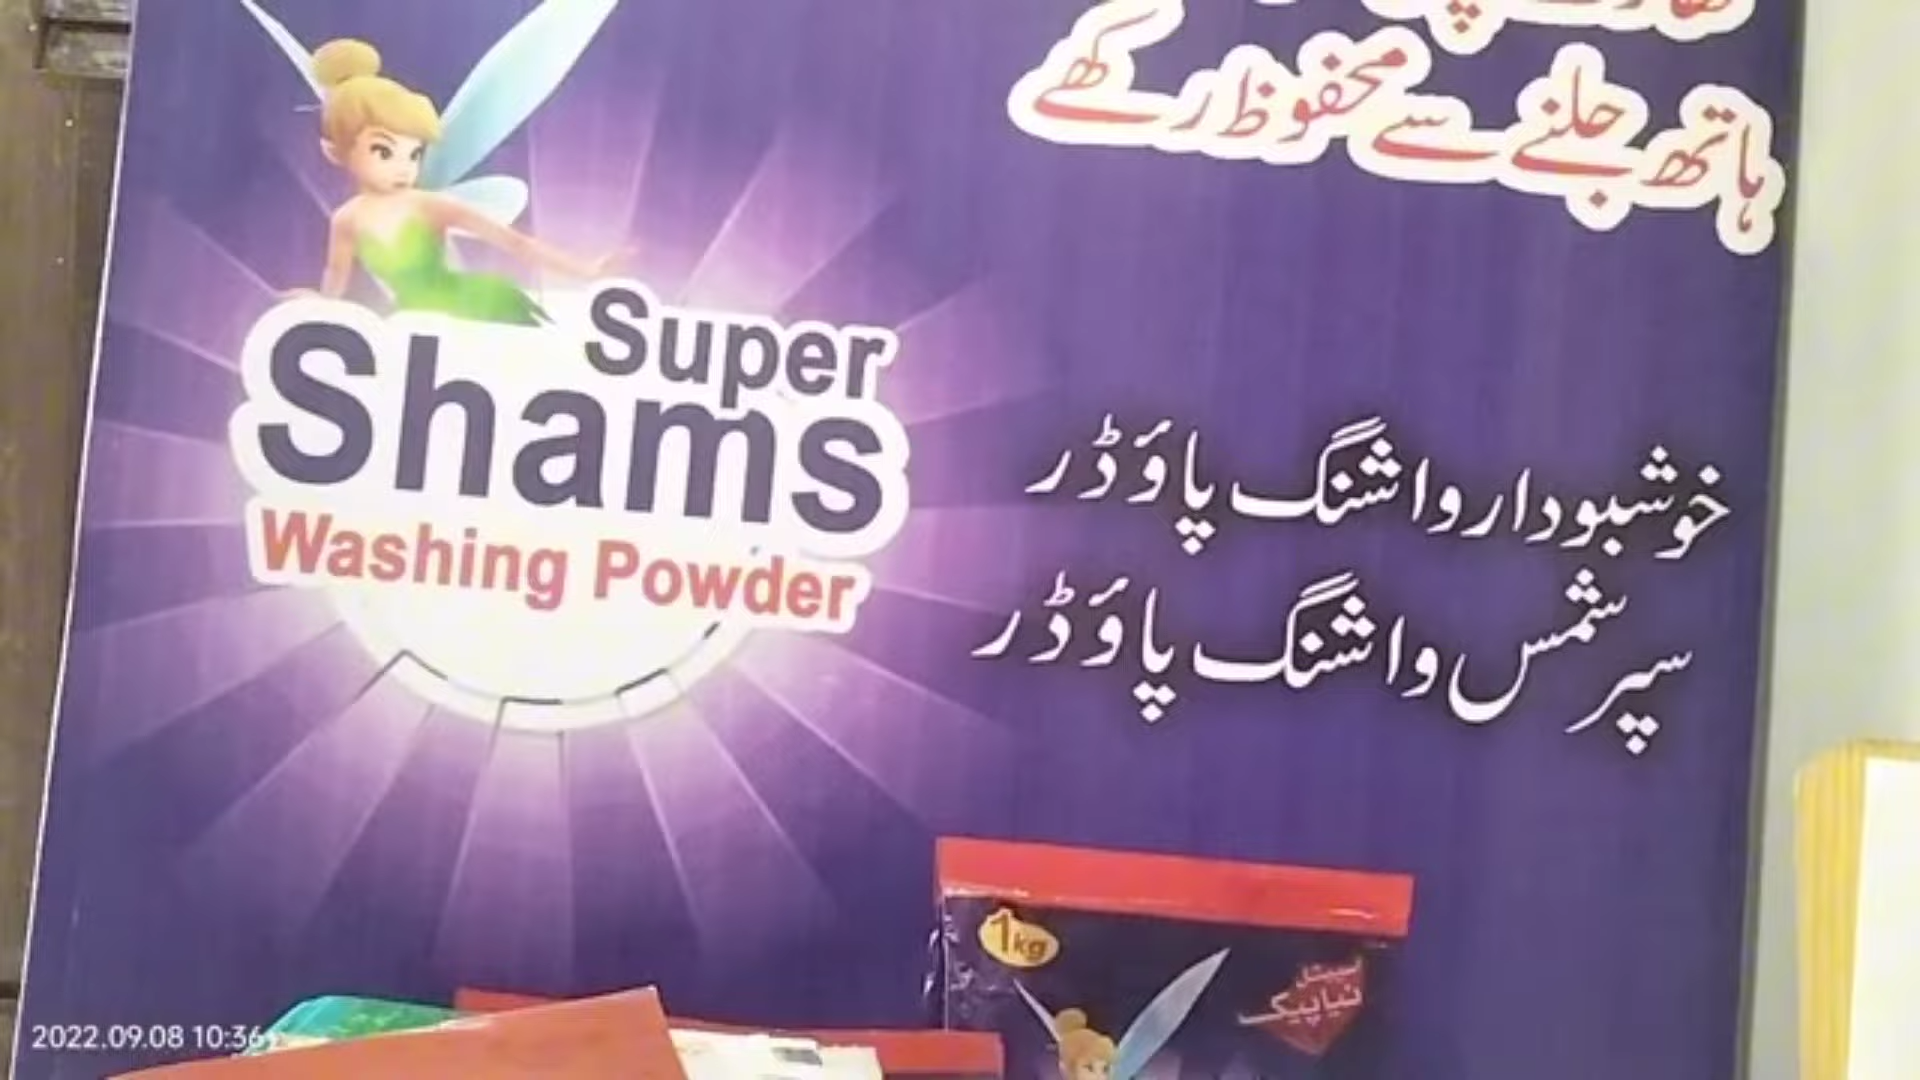 ہاتھ جلنے سے محفوظ رکھے
Super
Shams
Washing Powder
خوشبودار واشنگ پاؤڈر
سپر شمس واشنگ پاؤڈر
1kg
اسپیشل
نیا پیک
2022.09.08 10:36